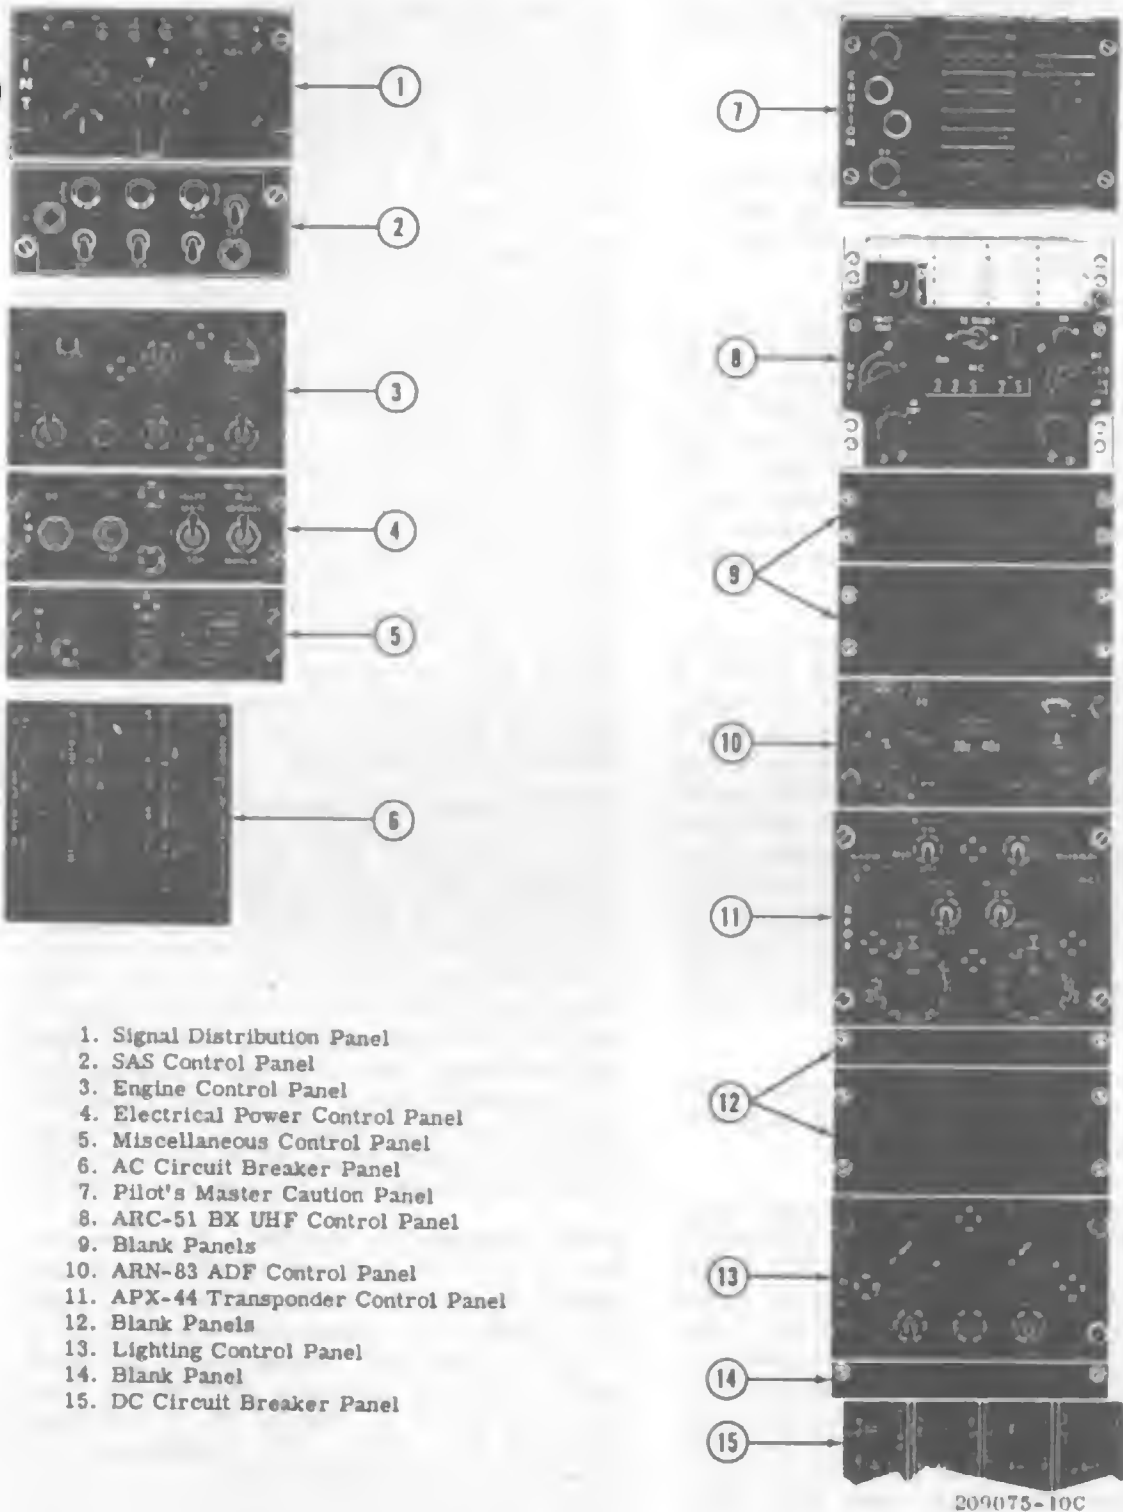 INT
1
2
3
4
5
6
CAUTION
7
8
9
10
11
12
13
14
15
1. Signal Distribution Panel
2. SAS Control Panel
3. Engine Control Panel
4. Electrical Power Control Panel
5. Miscellaneous Control Panel
6. AC Circuit Breaker Panel
7. Pilot's Master Caution Panel
8. ARC-51 BX UHF Control Panel
9. Blank Panels
10. ARN-83 ADF Control Panel
11. APX-44 Transponder Control Panel
12. Blank Panels
13. Lighting Control Panel
14. Blank Panel
15. DC Circuit Breaker Panel
209075-10C